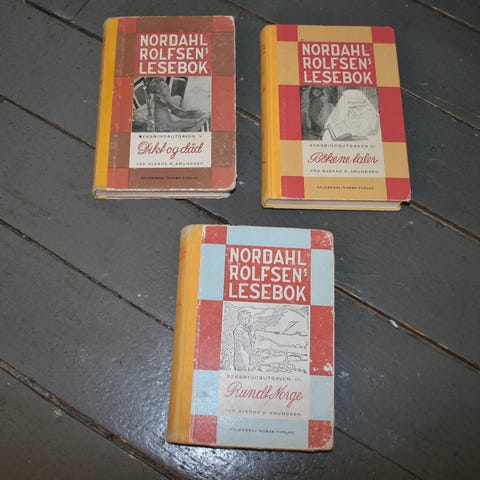 NORDAHL
ROLFSENS
LESEBOK
SEKSBINDSUTGAVEN V
Dikt og dåd
VED SVERRE S. AMUNDSEN
GYLDENDAL NORSK FORLAG
NORDAHL
ROLFSENS
LESEBOK
SEKSBINDSUTGAVEN
Bøkene taler
VED SVERRE S. AMUNDSEN
GYLDENDAL NORSK FORLAG
NORDAHL
ROLFSENS
LESEBOK
SEKSBINDSUTGAVEN III
Rundt Norge
VED SVERRE S. AMUNDSEN
GYLDENDAL NORSK FORLAG